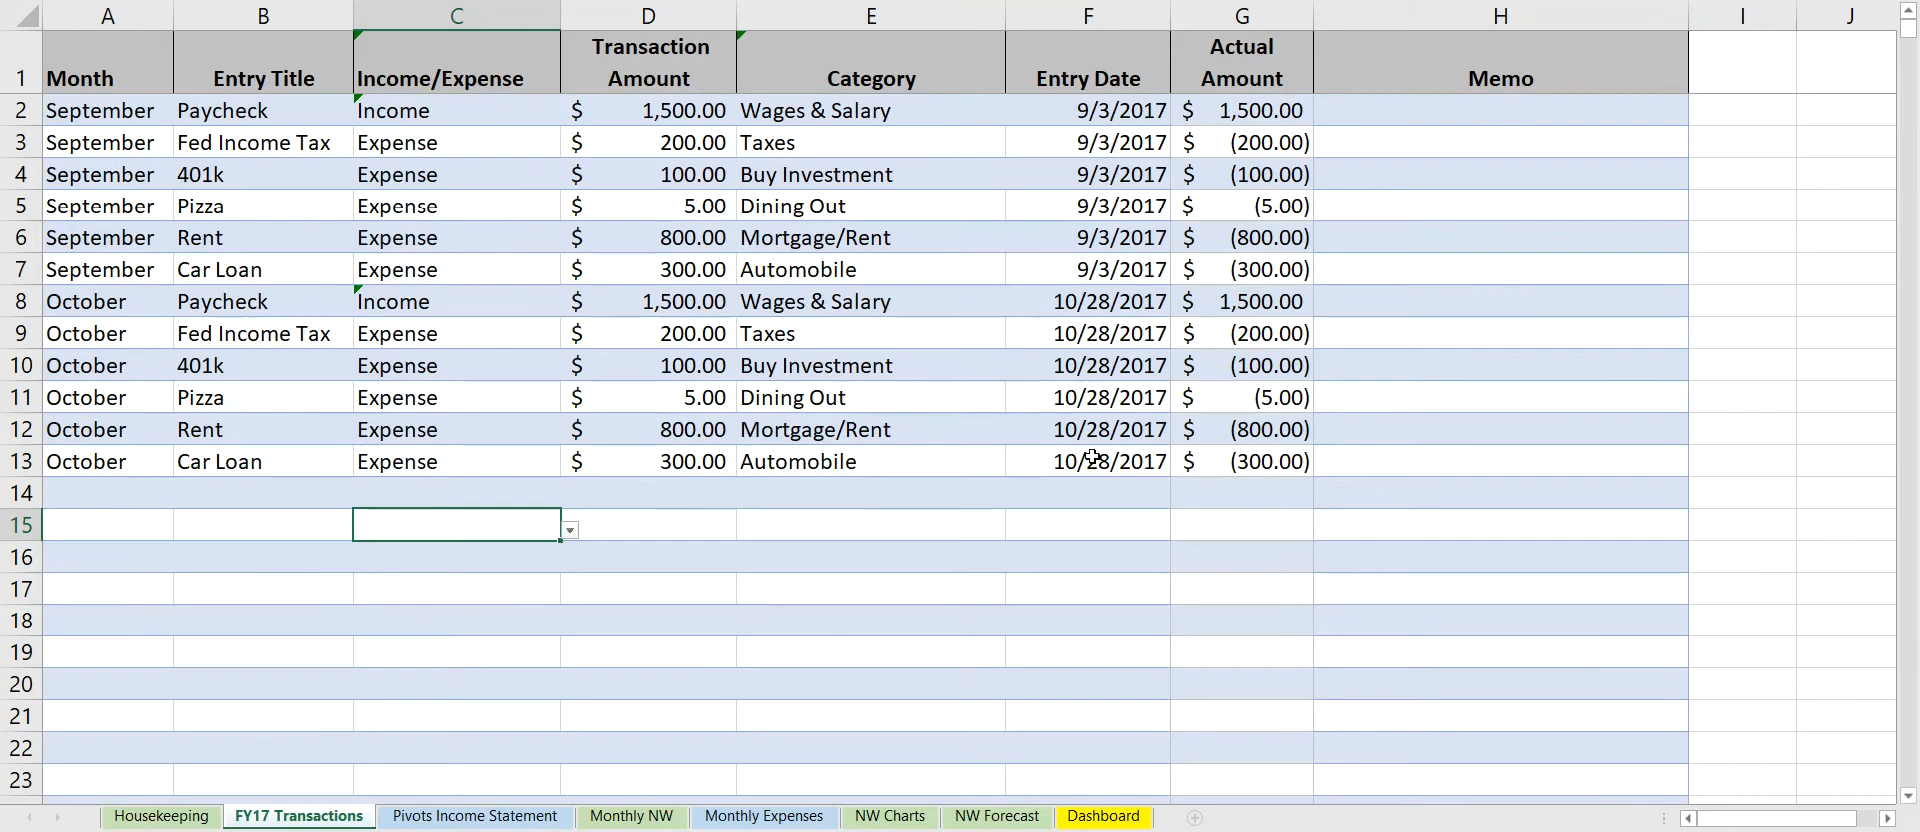 A B C D E F G H I J
Transaction Actual
1 Month Entry Title Income/Expense Amount Category Entry Date Amount Memo
2 September Paycheck Income $ 1,500.00 Wages & Salary 9/3/2017 $ 1,500.00
3 September Fed Income Tax Expense $ 200.00 Taxes 9/3/2017 $ (200.00)
4 September 401k Expense $ 100.00 Buy Investment 9/3/2017 $ (100.00)
5 September Pizza Expense $ 5.00 Dining Out 9/3/2017 $ (5.00)
6 September Rent Expense $ 800.00 Mortgage/Rent 9/3/2017 $ (800.00)
7 September Car Loan Expense $ 300.00 Automobile 9/3/2017 $ (300.00)
8 October Paycheck Income $ 1,500.00 Wages & Salary 10/28/2017 $ 1,500.00
9 October Fed Income Tax Expense $ 200.00 Taxes 10/28/2017 $ (200.00)
10 October 401k Expense $ 100.00 Buy Investment 10/28/2017 $ (100.00)
11 October Pizza Expense $ 5.00 Dining Out 10/28/2017 $ (5.00)
12 October Rent Expense $ 800.00 Mortgage/Rent 10/28/2017 $ (800.00)
13 October Car Loan Expense $ 300.00 Automobile 10/28/2017 $ (300.00)
14
15
16
17
18
19
20
21
22
23
Housekeeping FY17 Transactions Pivots Income Statement Monthly NW Monthly Expenses NW Charts NW Forecast Dashboard